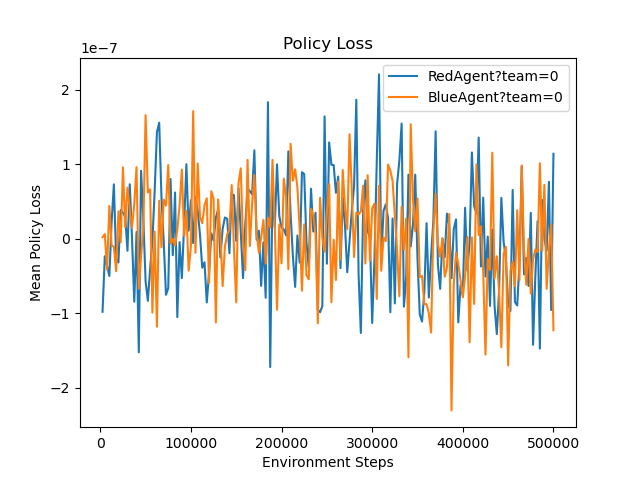 Policy Loss
1e−7
RedAgent?team=0
BlueAgent?team=0
2
1
0
−1
−2
Mean Policy Loss
0 100000 200000 300000 400000 500000
Environment Steps